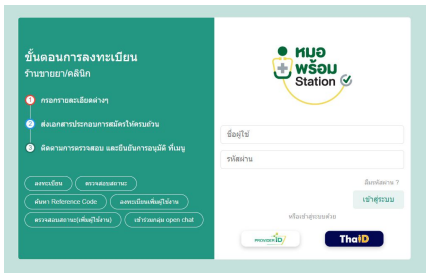 ขั้นตอนการลงทะเบียน
ร้านขายยา/คลินิก
1 กรอกรายละเอียดต่างๆ
2 ส่งเอกสารประกอบการสมัครให้ครบถ้วน
3 ติดตามการตรวจสอบ และยืนยันการอนุมัติ ที่เมนู
ลงทะเบียน ตรวจสอบสถานะ
ค้นหา Reference Code ลงทะเบียนเพิ่มผู้ใช้งาน
ตรวจสอบสถานะ(เพิ่มผู้ใช้งาน) เข้าร่วมกลุ่ม open chat
หมอ
พร้อม
Station
ชื่อผู้ใช้
รหัสผ่าน
ลืมรหัสผ่าน ?
เข้าสู่ระบบ
หรือเข้าสู่ระบบด้วย
PROVIDER ID ThaID